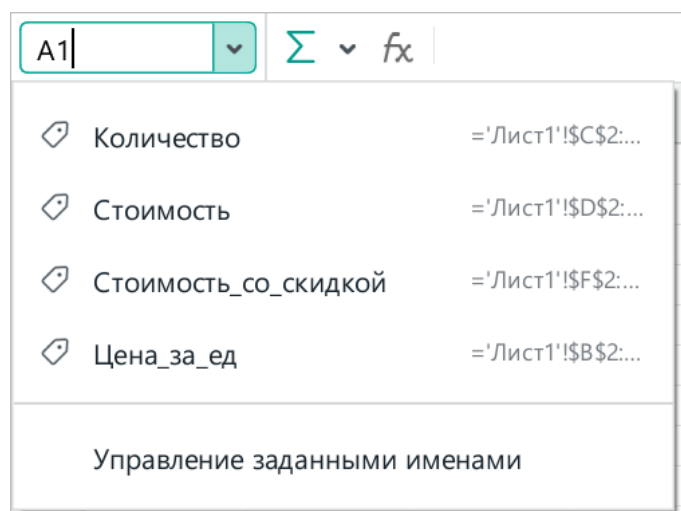 A1 Σ fx
Количество ='Лист1'!$C$2:...
Стоимость ='Лист1'!$D$2:...
Стоимость_со_скидкой ='Лист1'!$F$2:...
Цена_за_ед ='Лист1'!$B$2:...
Управление заданными именами